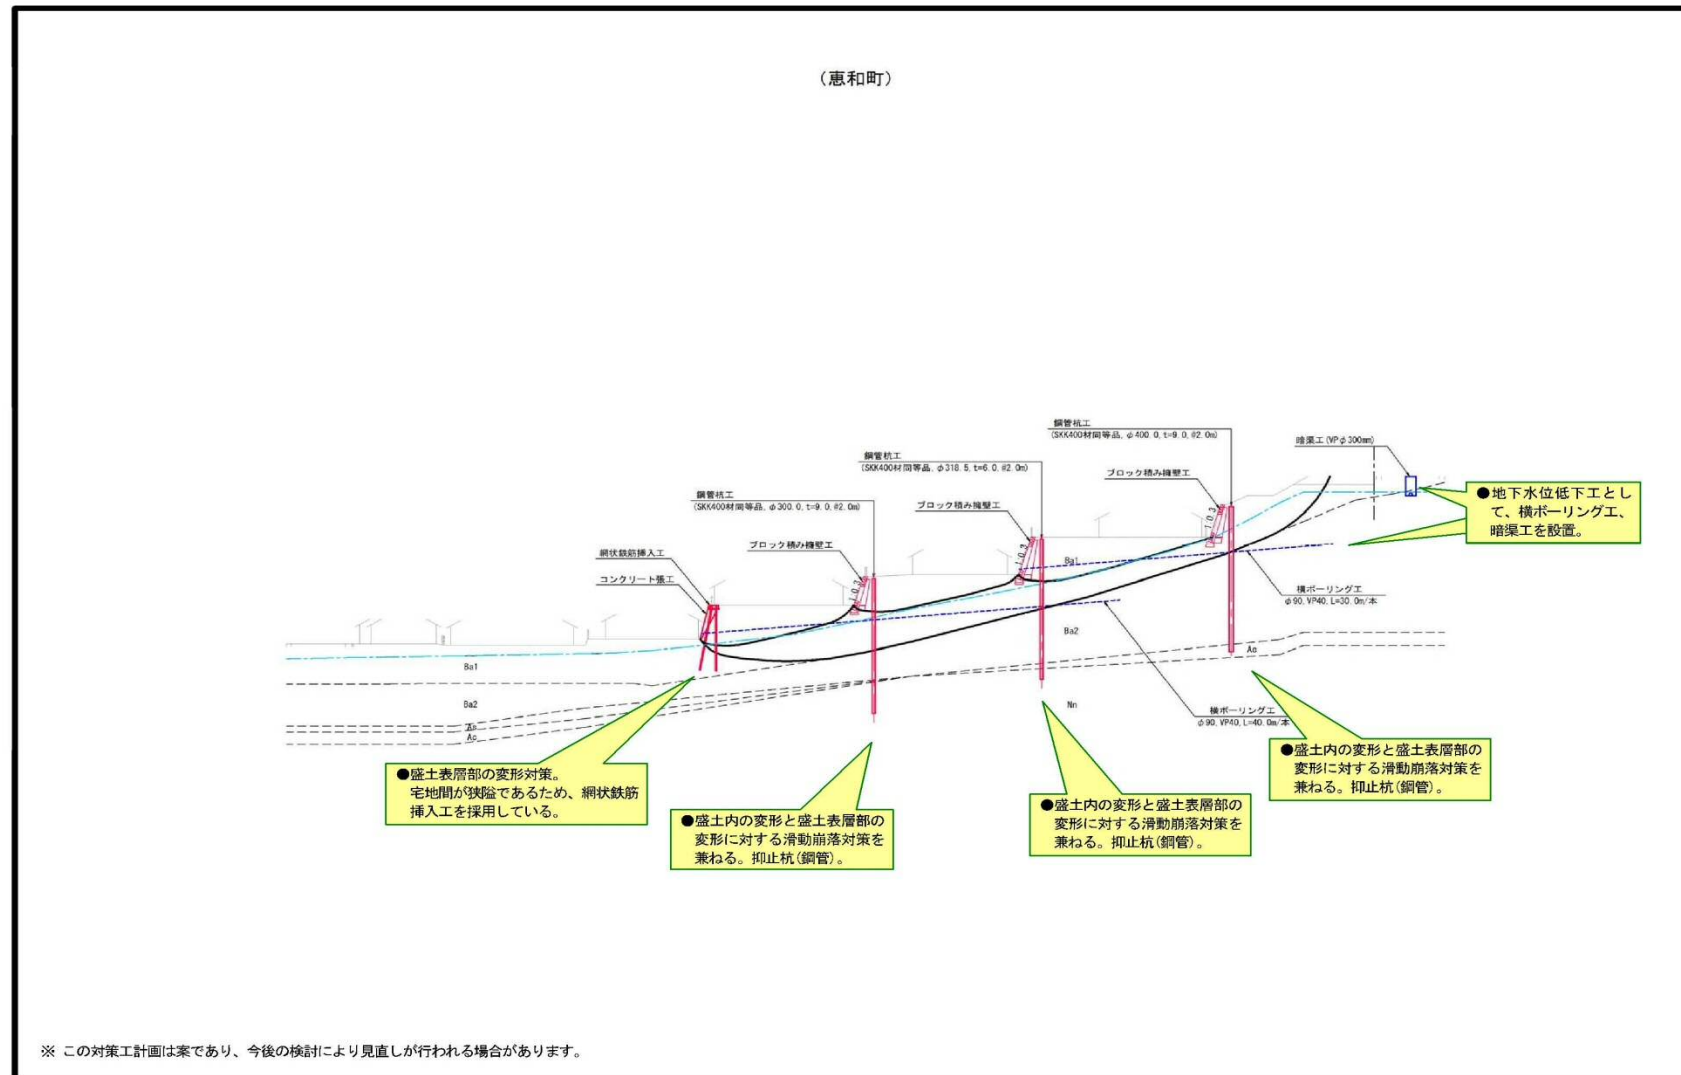 （恵和町）
鋼管杭工
(SKK400材同等品, φ400.0, t=9.0, @2.0m)
暗渠工(VPφ300mm)
鋼管杭工
(SKK400材同等品, φ318.5, t=6.0, @2.0m)
ブロック積み擁壁工
鋼管杭工
(SKK400材同等品, φ300.0, t=9.0, @2.0m)
ブロック積み擁壁工
●地下水位低下工とし
て、横ボーリング工、
暗渠工を設置。
1:0.3
網状鉄筋挿入工
ブロック積み擁壁工
1:0.3
Ba1
コンクリート張工
1:0.3
横ボーリング工
φ90, VP40, L=30.0m/本
Ba2
Ac
Ba1
Ba2
Nn
横ボーリング工
φ90, VP40, L=40.0m/本
As
Ac
●盛土表層部の変形対策。
宅地間が狭隘であるため、網状鉄筋
挿入工を採用している。
●盛土内の変形と盛土表層部の
変形に対する滑動崩落対策を
兼ねる。抑止杭(鋼管)。
●盛土内の変形と盛土表層部の
変形に対する滑動崩落対策を
兼ねる。抑止杭(鋼管)。
●盛土内の変形と盛土表層部の
変形に対する滑動崩落対策を
兼ねる。抑止杭(鋼管)。
※ この対策工計画は案であり、今後の検討により見直しが行われる場合があります。